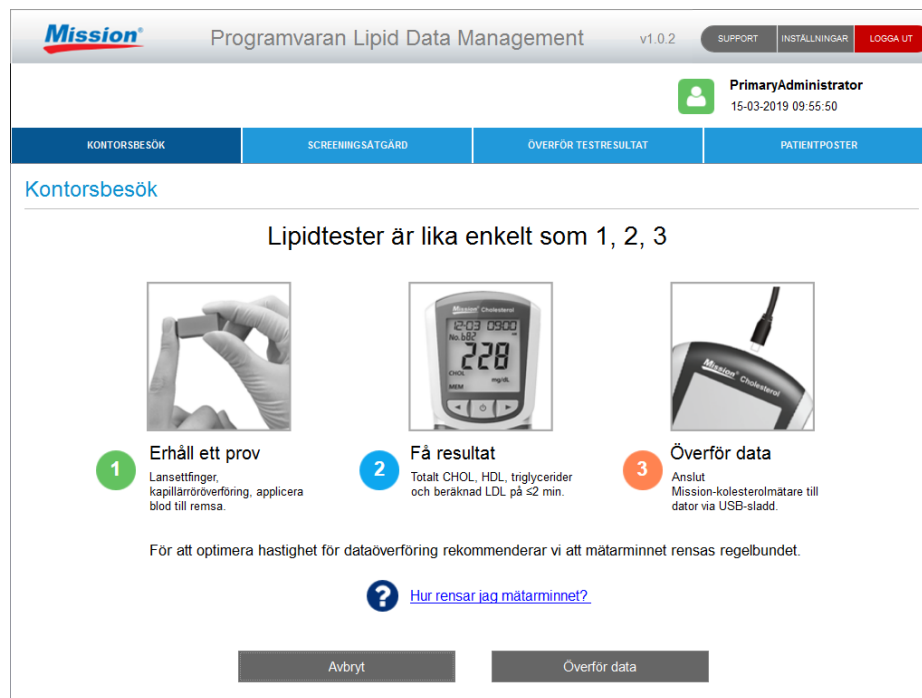 Mission®
Programvaran Lipid Data Management
v1.0.2
SUPPORT
INSTÄLLNINGAR
LOGGA UT
PrimaryAdministrator
15-03-2019 09:55:50
KONTORSBESÖK
SCREENINGSÅTGÄRD
ÖVERFÖR TESTRESULTAT
PATIENTPOSTER
Kontorsbesök
Lipidtester är lika enkelt som 1, 2, 3
Mission® Cholesterol
12-03 09:00
No.682
228
CHOL
mg/dL
MEM
Mission® Cholesterol
1
Erhåll ett prov
Lansettfinger,
kapillärröröverföring, applicera
blod till remsa.
2
Få resultat
Totalt CHOL, HDL, triglycerider
och beräknad LDL på ≤2 min.
3
Överför data
Anslut
Mission-kolesterolmätare till
dator via USB-sladd.
För att optimera hastighet för dataöverföring rekommenderar vi att mätarminnet rensas regelbundet.
?
Hur rensar jag mätarminnet?
Avbryt
Överför data